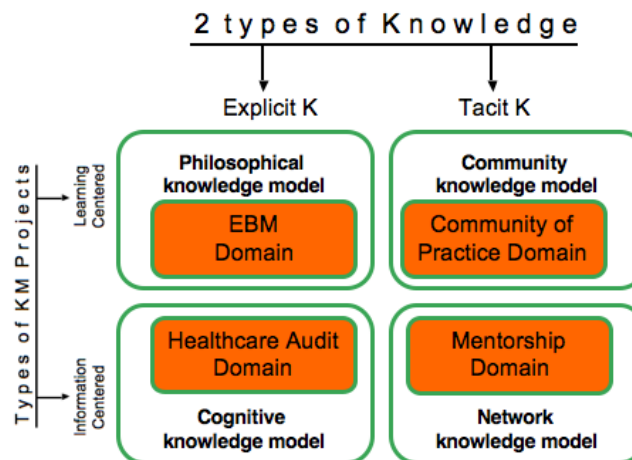 2 types of Knowledge
Explicit K
Tacit K
Types of KM Projects
Learning
Centered
Philosophical
knowledge model
EBM
Domain
Community
knowledge model
Community of
Practice Domain
Information
Centered
Healthcare Audit
Domain
Cognitive
knowledge model
Mentorship
Domain
Network
knowledge model